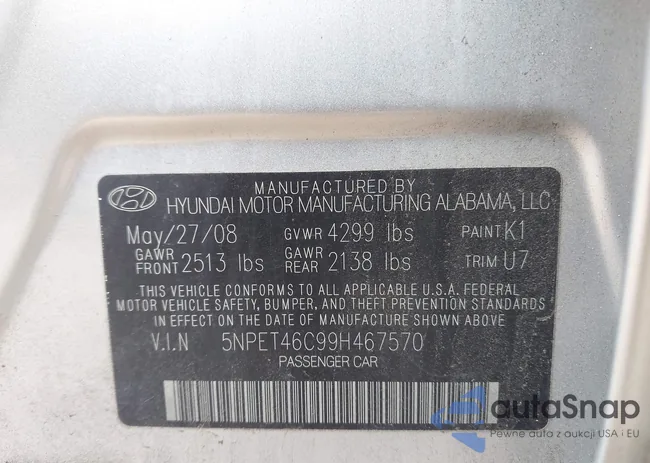 MANUFACTURED BY
HYUNDAI MOTOR MANUFACTURING ALABAMA, LLC
May/27/08 GVWR 4299 lbs PAINT K1
GAWR FRONT 2513 lbs GAWR REAR 2138 lbs TRIM U7
THIS VEHICLE CONFORMS TO ALL APPLICABLE U.S.A. FEDERAL
MOTOR VEHICLE SAFETY, BUMPER, AND THEFT PREVENTION STANDARDS
IN EFFECT ON THE DATE OF MANUFACTURE SHOWN ABOVE
V.I.N 5NPET46C99H467570
PASSENGER CAR
autaSnap
Pewne auta z aukcji USA i EU